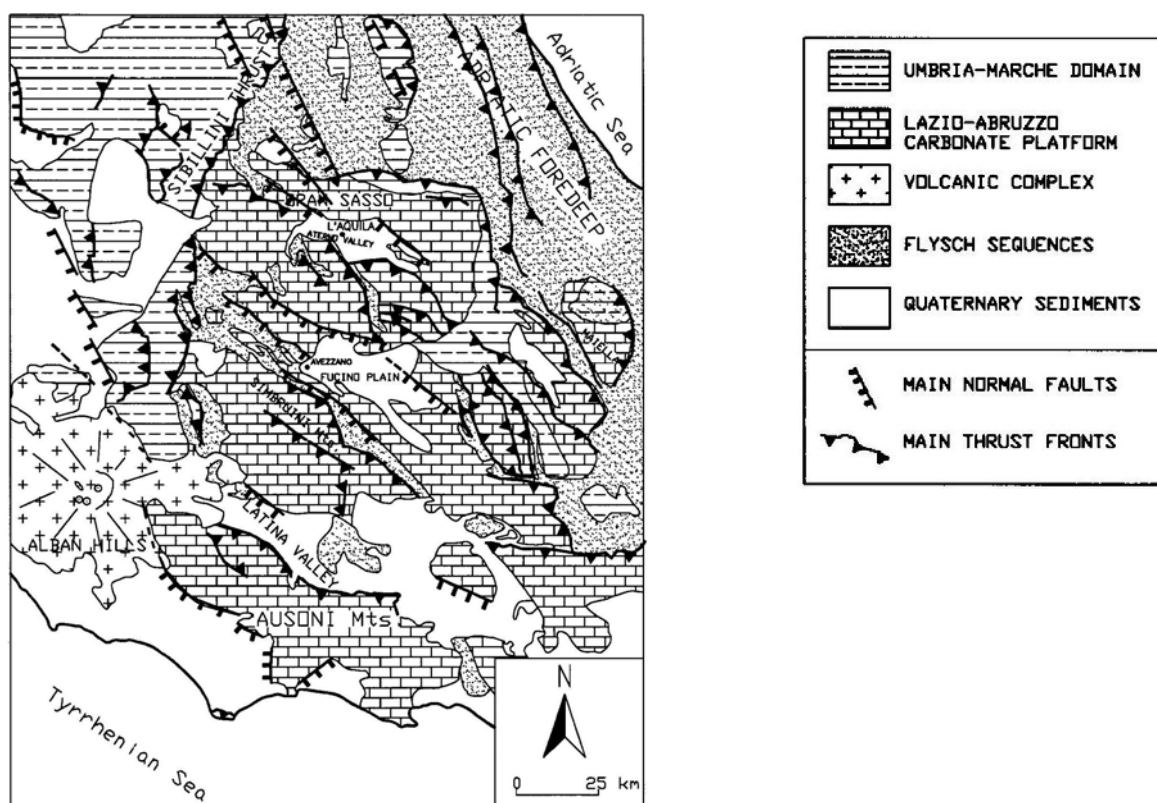 Adriatic Sea
ADRIATIC FOREDEEP
SIBILLINI THRUST
GRAN SASSO
L'AQUILA
ATERNO VALLEY
MAIELLA
AVEZZANO
FUCINO PLAIN
SIMBRUINI Mts
LATINA VALLEY
ALBAN HILLS
AUSONI Mts
Tyrrhenian Sea
N
0 25 km
UMBRIA-MARCHE DOMAIN
LAZIO-ABRUZZO
CARBONATE PLATFORM
VOLCANIC COMPLEX
FLYSCH SEQUENCES
QUATERNARY SEDIMENTS
MAIN NORMAL FAULTS
MAIN THRUST FRONTS